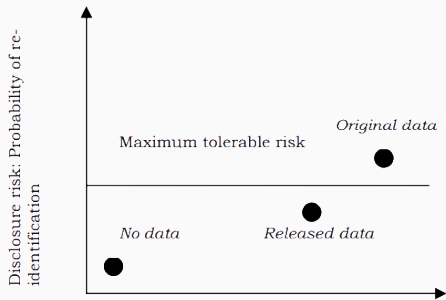 Disclosure risk: Probability of re-
identification
Original data
Maximum tolerable risk
No data
Released data